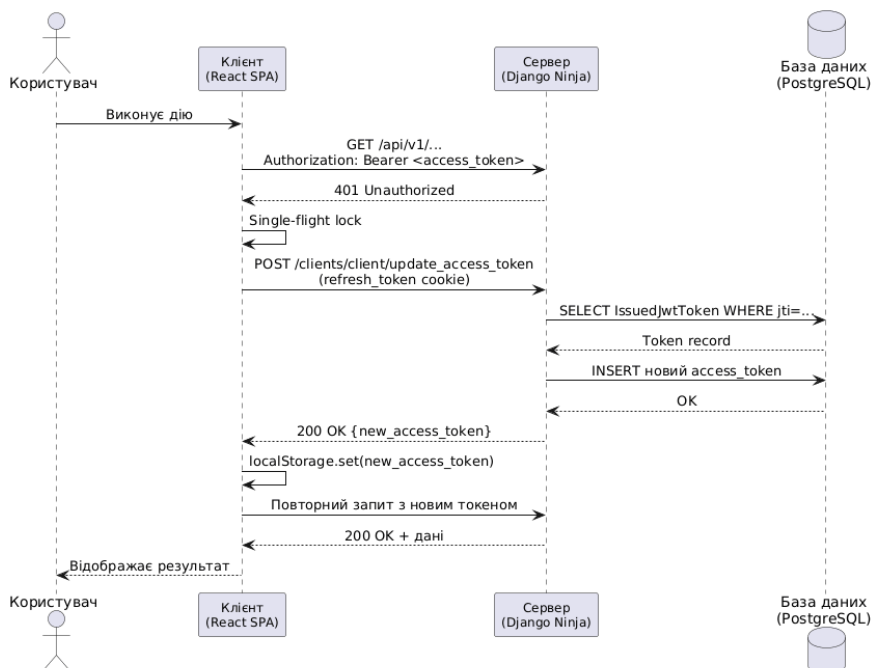 Користувач
Клієнт
(React SPA)
Сервер
(Django Ninja)
База даних
(PostgreSQL)
Виконує дію
GET /api/v1/...
Authorization: Bearer <access_token>
401 Unauthorized
Single-flight lock
POST /clients/client/update_access_token
(refresh_token cookie)
SELECT IssuedJwtToken WHERE jti=...
Token record
INSERT новий access_token
OK
200 OK {new_access_token}
localStorage.set(new_access_token)
Повторний запит з новим токеном
200 OK + дані
Відображає результат
Користувач
Клієнт
(React SPA)
Сервер
(Django Ninja)
База даних
(PostgreSQL)